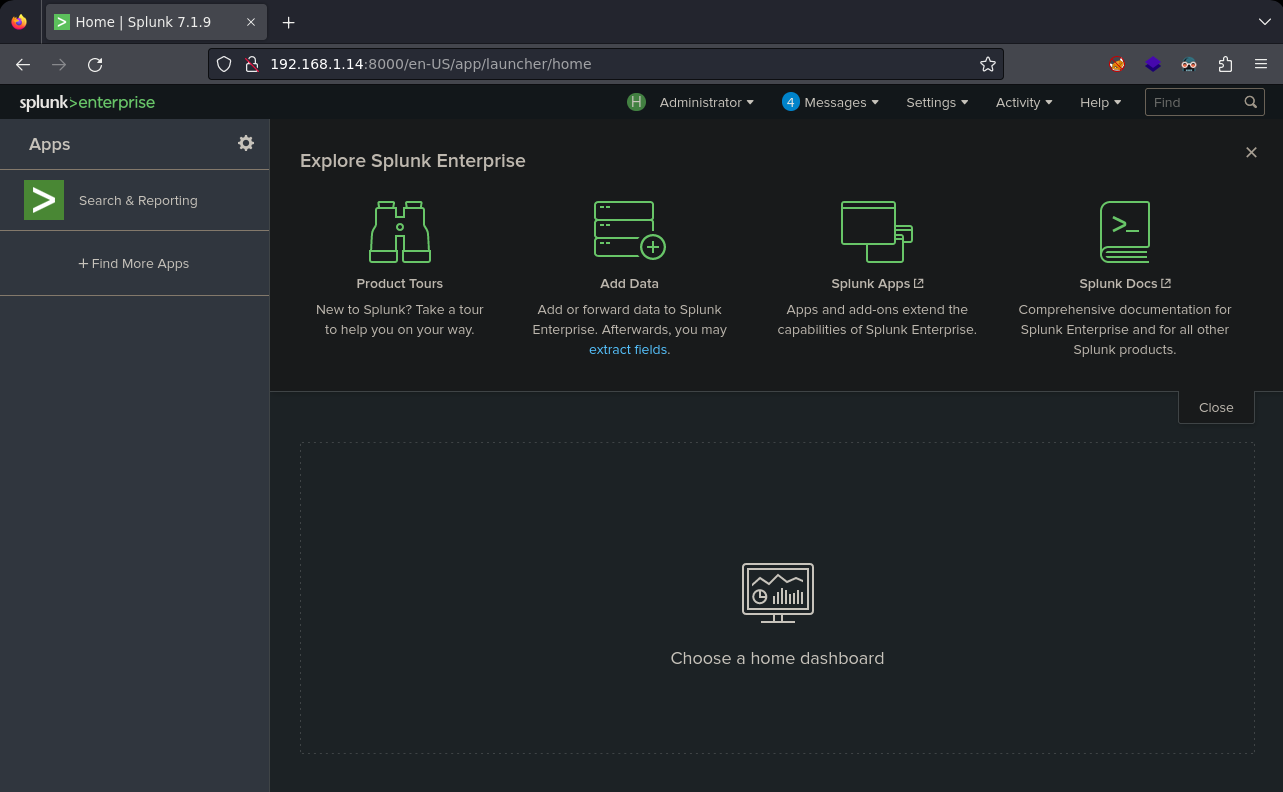 Home | Splunk 7.1.9
192.168.1.14:8000/en-US/app/launcher/home
splunk>enterprise
H Administrator
4 Messages
Settings
Activity
Help
Find
Apps
Search & Reporting
+ Find More Apps
Explore Splunk Enterprise
Product Tours
New to Splunk? Take a tour
to help you on your way.
Add Data
Add or forward data to Splunk
Enterprise. Afterwards, you may
extract fields.
Splunk Apps
Apps and add-ons extend the
capabilities of Splunk Enterprise.
Splunk Docs
Comprehensive documentation for
Splunk Enterprise and for all other
Splunk products.
Close
Choose a home dashboard